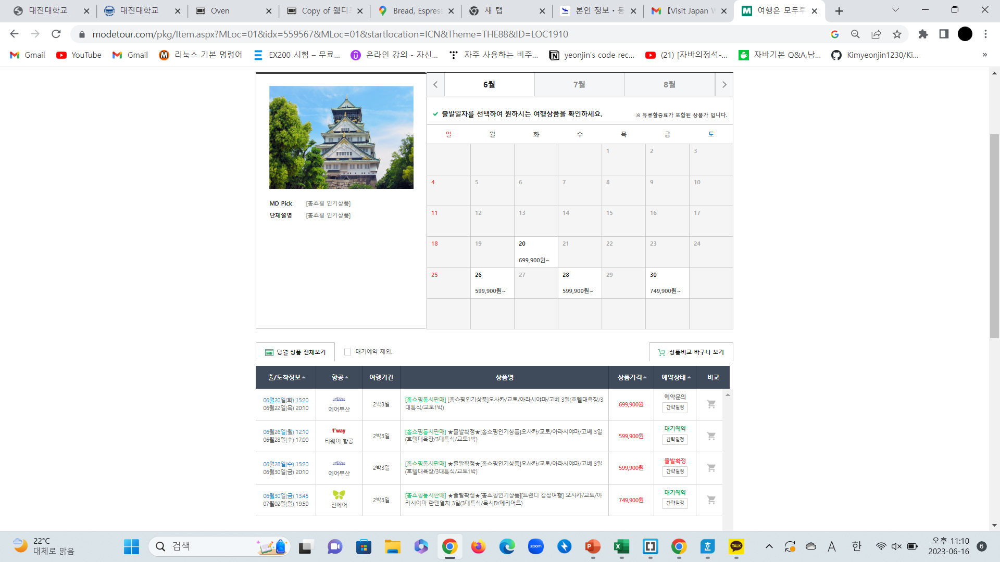 대진대학교
대진대학교
Oven
Copy of 웹디
Bread, Espress
새 탭
본인 정보 • 등
【Visit Japan W
여행은 모두투
modetour.com/pkg/Item.aspx?MLoc=01&idx=559567&MLoc=01&startlocation=ICN&Theme=THE88&ID=LOC1910
Gmail
YouTube
Gmail
리눅스 기본 명령어
EX200 시험 – 무료...
온라인 강의 - 자신...
자주 사용하는 비주...
yeonjin's code rec...
(21) [자바의정석-...
자바기본 Q&A,남...
Kimyeonjin1230/Ki...
»
6월
7월
8월
출발일자를 선택하여 원하시는 여행상품을 확인하세요.
※ 유류할증료가 포함된 상품가 입니다.
일 월 화 수 목 금 토
1 2 3
4 5 6 7 8 9 10
11 12 13 14 15 16 17
18 19 20 21 22 23 24
699,900원~
25 26 27 28 29 30
599,900원~ 599,900원~ 749,900원~
MD Pick [홈쇼핑 인기상품]
단체설명 [홈쇼핑 인기상품]
당월 상품 전체보기
대기예약 제외.
상품비교 바구니 보기
출/도착정보 항공 여행기간 상품명 상품가격 예약상태 비교
06월20일(화) 15:20
06월22일(목) 20:10
AIR BUSAN
에어부산
2박3일
[홈쇼핑동시판매] [홈쇼핑인기상품]오사카/교토/아라시야마/고베 3일(호텔대욕장/3
대특식/교토1박)
699,900원
예약문의
간략일정
06월26일(월) 12:10
06월28일(수) 17:00
t'way
티웨이 항공
2박3일
[홈쇼핑동시판매] ★출발확정★[홈쇼핑인기상품]오사카/교토/아라시야마/고베 3일
(호텔대욕장/3대특식/교토1박)
599,900원
대기예약
간략일정
06월28일(수) 15:20
06월30일(금) 20:10
AIR BUSAN
에어부산
2박3일
[홈쇼핑동시판매] ★출발확정★[홈쇼핑인기상품]오사카/교토/아라시야마/고베 3일
(호텔대욕장/3대특식/교토1박)
599,900원
출발확정
간략일정
06월30일(금) 13:45
07월02일(일) 19:50
진에어
2박3일
[홈쇼핑동시판매] ★출발확정★[홈쇼핑인기상품][트렌디 감성여행] 오사카/교토/아
라시야마 란덴열차 3일(3대특식/목시BY메리어트)
749,900원
대기예약
간략일정
22°C
대체로 맑음
검색
zoom
TALK
A
한
오후 11:10
2023-06-16
6